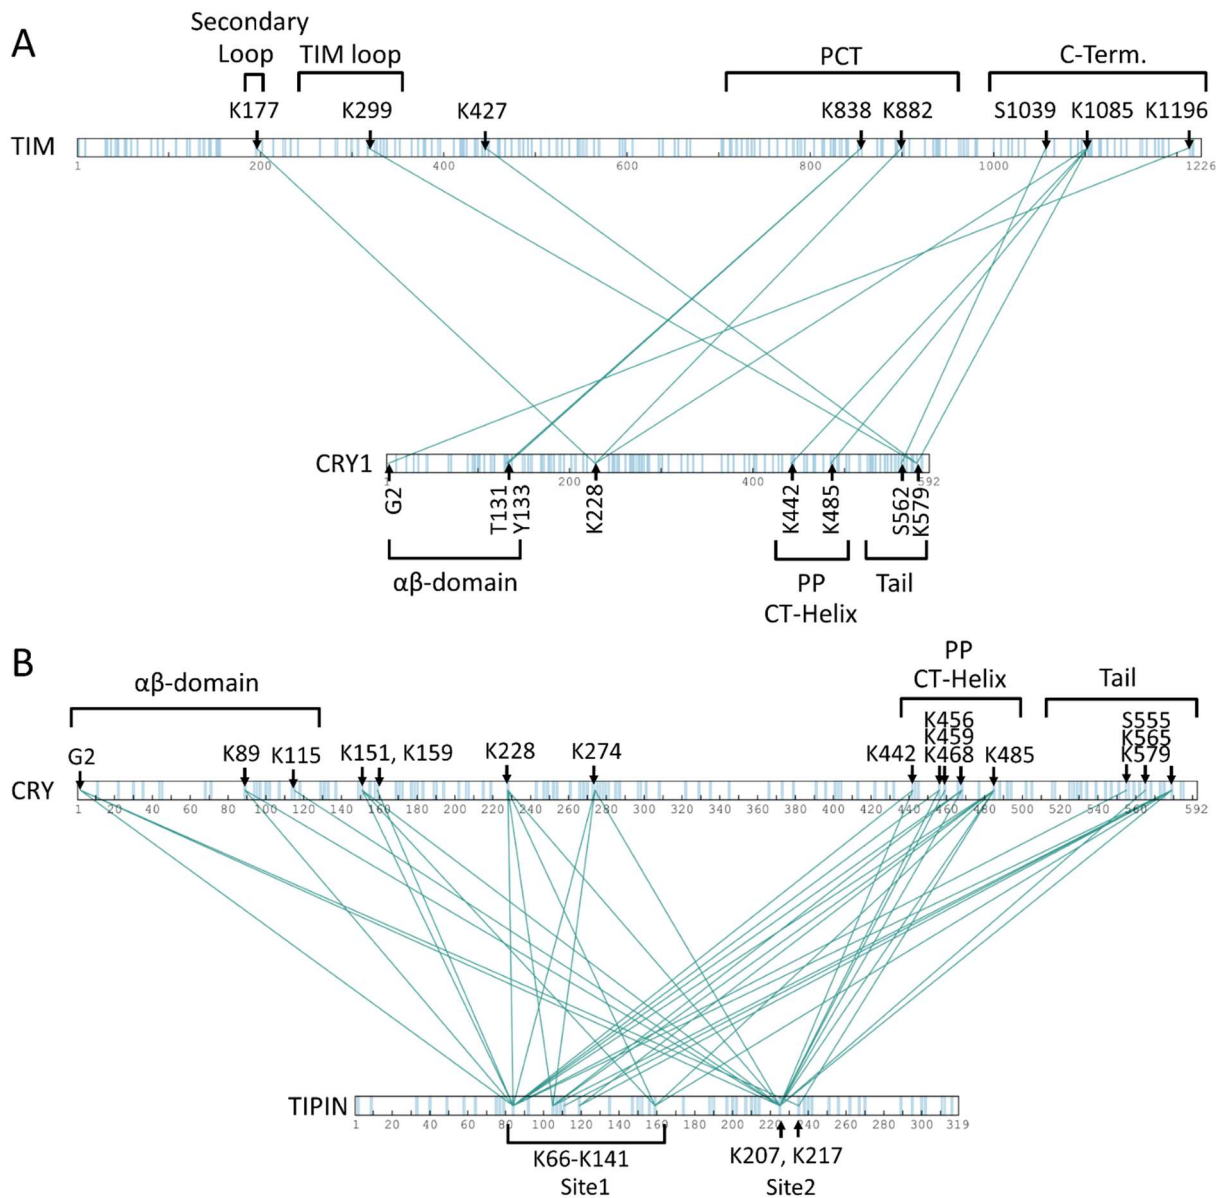 A
Secondary
Loop
TIM loop
PCT
C-Term.
K177
K299
K427
K838
K882
S1039
K1085
K1196
TIM
1
200
400
600
800
1000
1226
CRY1
1
200
400
592
G2
T131
Y133
K228
K442
K485
S562
K579
αβ-domain
PP
CT-Helix
Tail
B
αβ-domain
PP
CT-Helix
Tail
K456
K459
K468
S555
K565
K579
G2
K89
K115
K151, K159
K228
K274
K442
K485
CRY
1 20 40 60 80 100 120 140 160 180 200 220 240 260 280 300 320 340 360 380 400 420 440 460 480 500 520 540 560 592
TIPIN
1 20 40 60 80 100 120 140 160 180 200 220 240 260 280 300 319
K66-K141
Site1
K207, K217
Site2